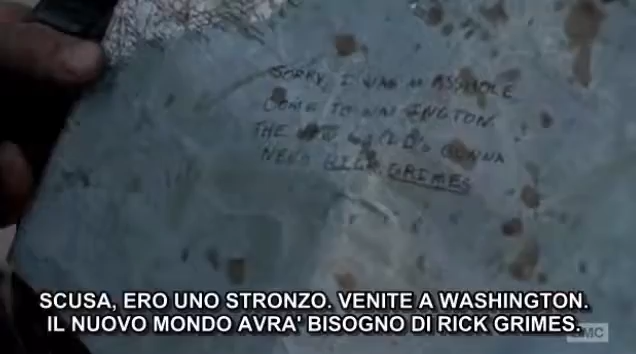 SORRY, I WAS AN ASSHOLE
COME TO WASHINGTON.
THE NEW WORLD'S GONNA
NEED RICK GRIMES
SCUSA, ERO UNO STRONZO. VENITE A WASHINGTON.
IL NUOVO MONDO AVRA' BISOGNO DI RICK GRIMES.
AMC